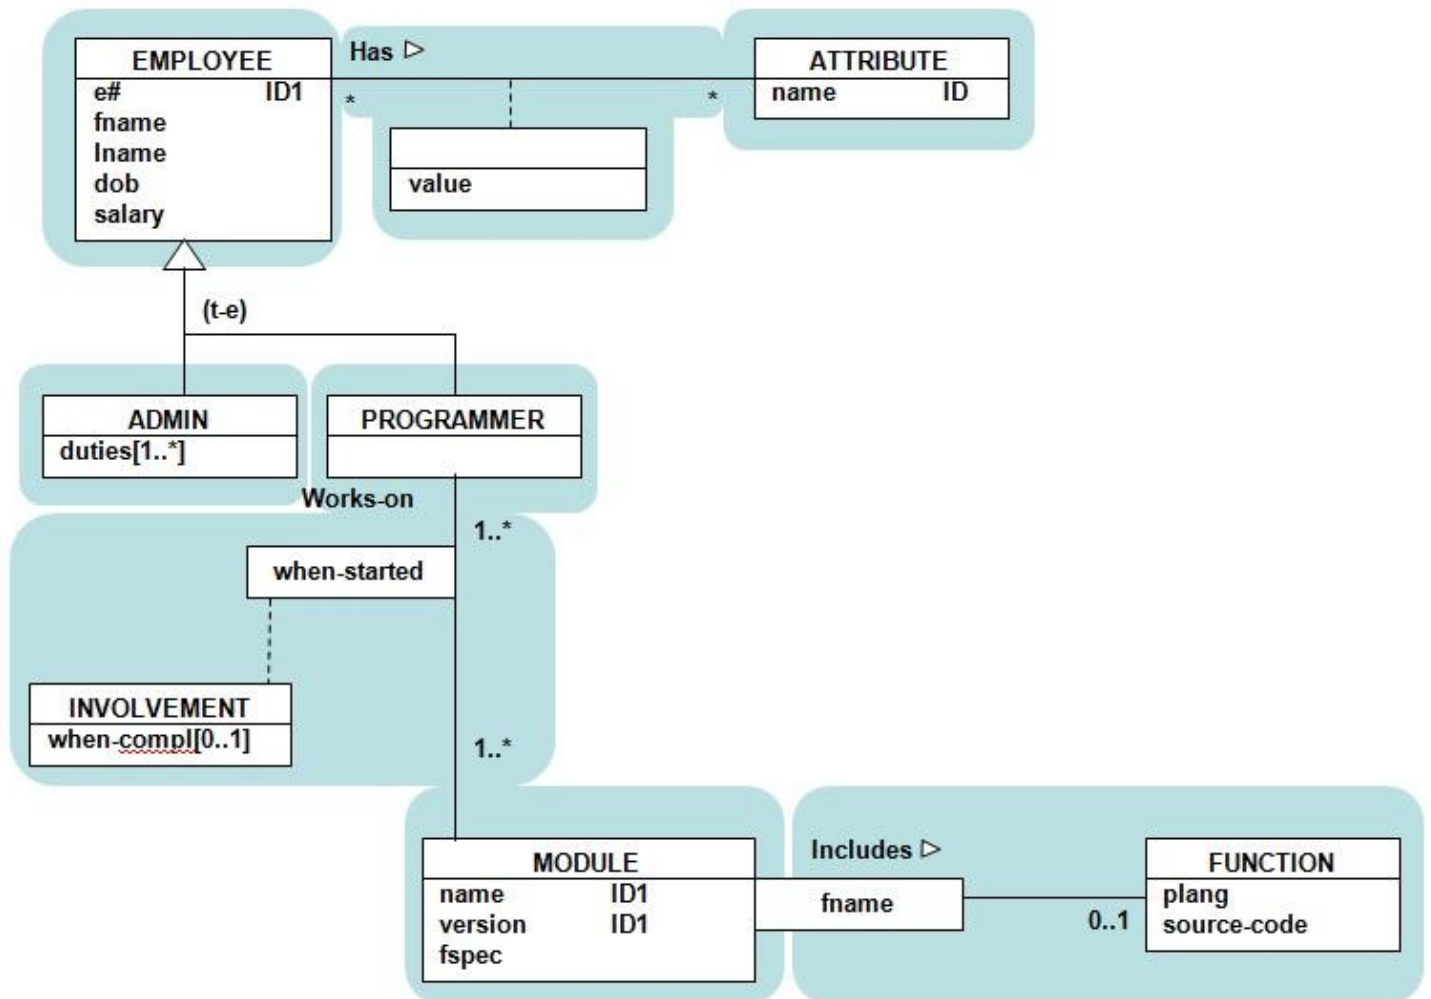 EMPLOYEE
e# ID1
fname
lname
dob
salary
Has ▷
*
*
ATTRIBUTE
name ID
value
(t-e)
ADMIN
duties[1..*]
PROGRAMMER
Works-on
1..*
when-started
INVOLVEMENT
when-compl[0..1]
1..*
MODULE
name ID1
version ID1
fspec
Includes ▷
fname
0..1
FUNCTION
plang
source-code